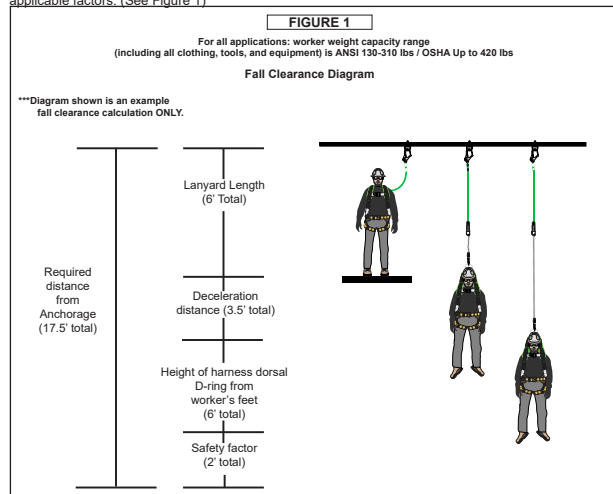 applicable factors. (See Figure 1)
FIGURE 1
For all applications: worker weight capacity range
(including all clothing, tools, and equipment) is ANSI 130-310 lbs / OSHA Up to 420 lbs
Fall Clearance Diagram
***Diagram shown is an example
fall clearance calculation ONLY.
Required
distance
from
Anchorage
(17.5' total)
Lanyard Length
(6' Total)
Deceleration
distance (3.5' total)
Height of harness dorsal
D-ring from
worker's feet
(6' total)
Safety factor
(2' total)